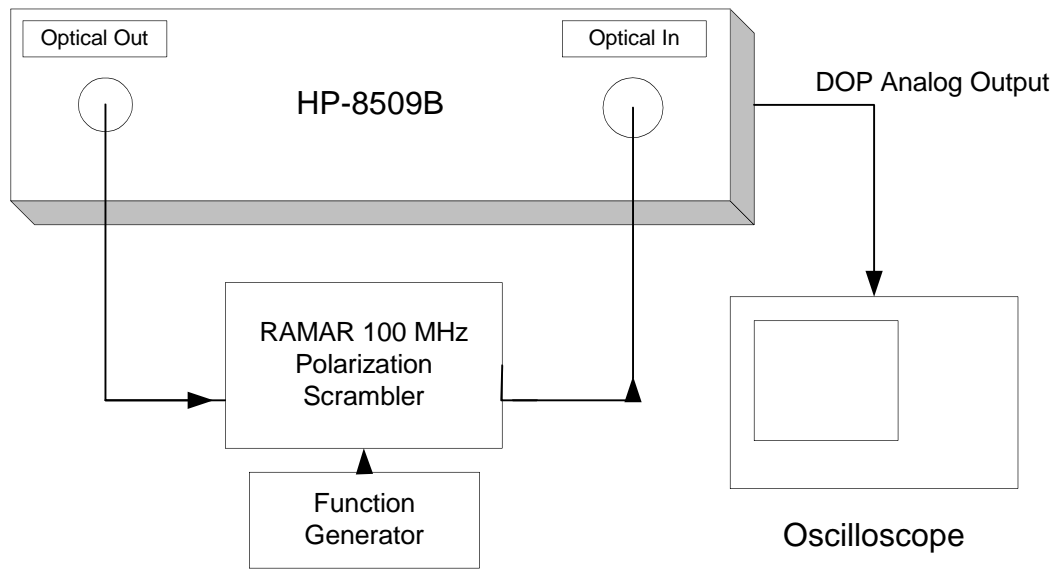 Optical Out
Optical In
HP-8509B
DOP Analog Output
RAMAR 100 MHz
Polarization
Scrambler
Function
Generator
Oscilloscope